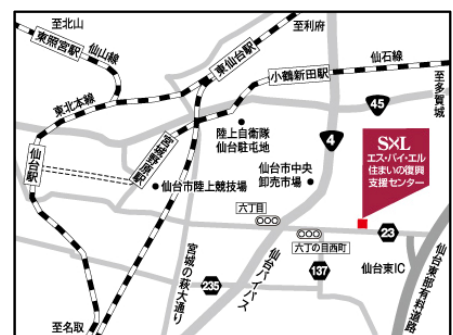 至北山
東照宮駅
仙山線
東仙台駅
至利府
小鶴新田駅
仙石線
至多賀城
東北本線
仙台駅
宮城野原駅
陸上自衛隊
仙台駐屯地
45
4
S×L
エス・バイ・エル
住まいの復興
支援センター
仙台市陸上競技場
仙台市中央
卸売市場
六丁目
六丁の目西町
23
宮城の萩大通り
235
仙台バイパス
137
仙台東IC
仙台東部有料道路
至名取